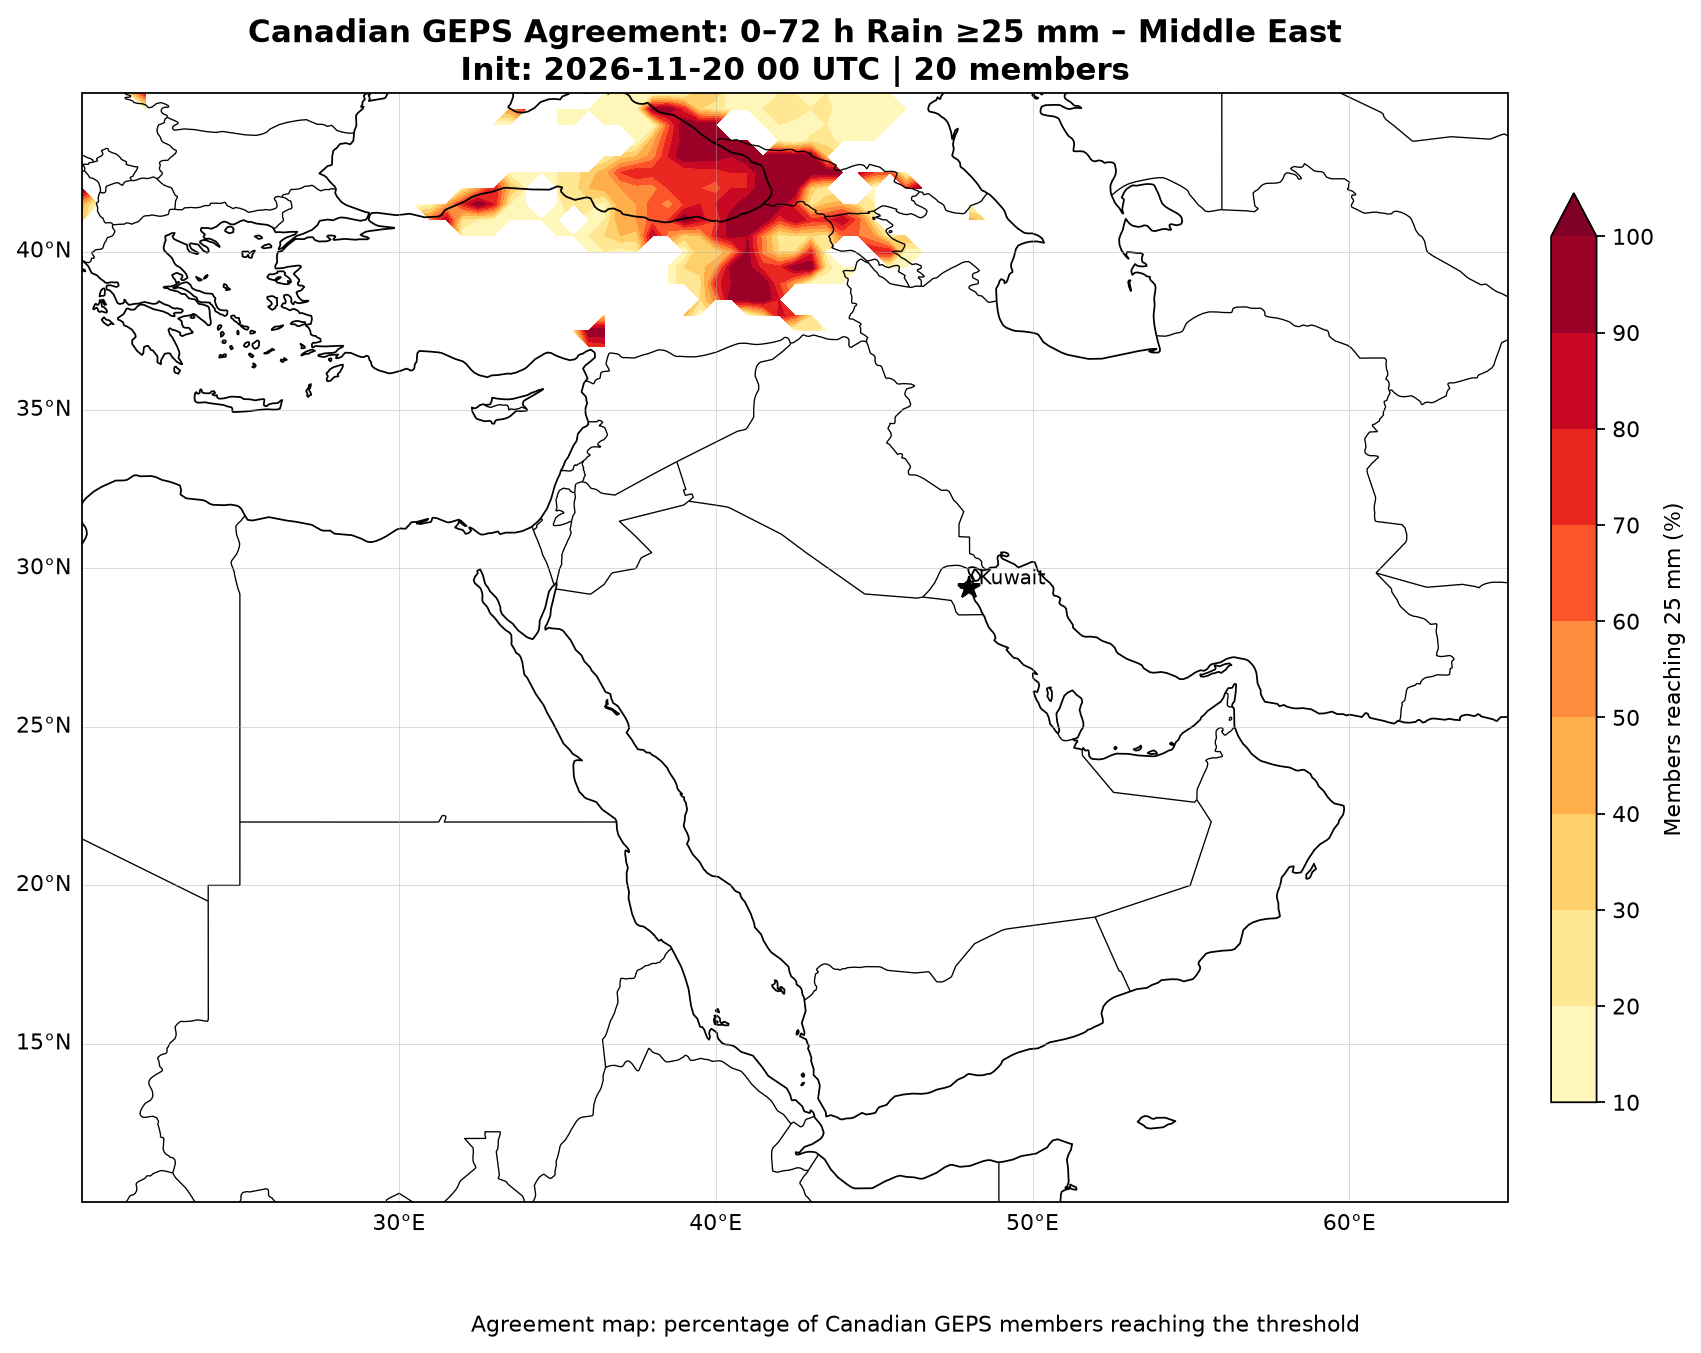 Canadian GEPS Agreement: 0–72 h Rain ≥25 mm – Middle East
Init: 2026-11-20 00 UTC | 20 members
40°N
35°N
30°N
25°N
20°N
15°N
30°E
40°E
50°E
60°E
Kuwait
100
90
80
70
60
50
40
30
20
10
Members reaching 25 mm (%)
Agreement map: percentage of Canadian GEPS members reaching the threshold